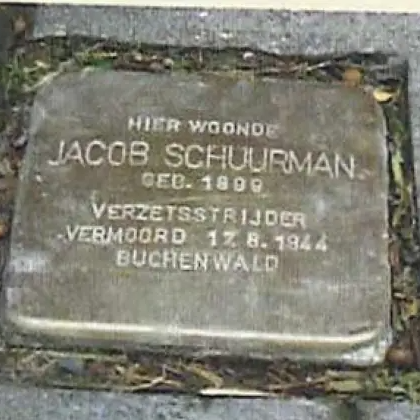 HIER WOONDE
JACOB SCHUURMAN
GEB. 1899
VERZETSSTRIJDER
VERMOORD 17.8.1944
BUCHENWALD